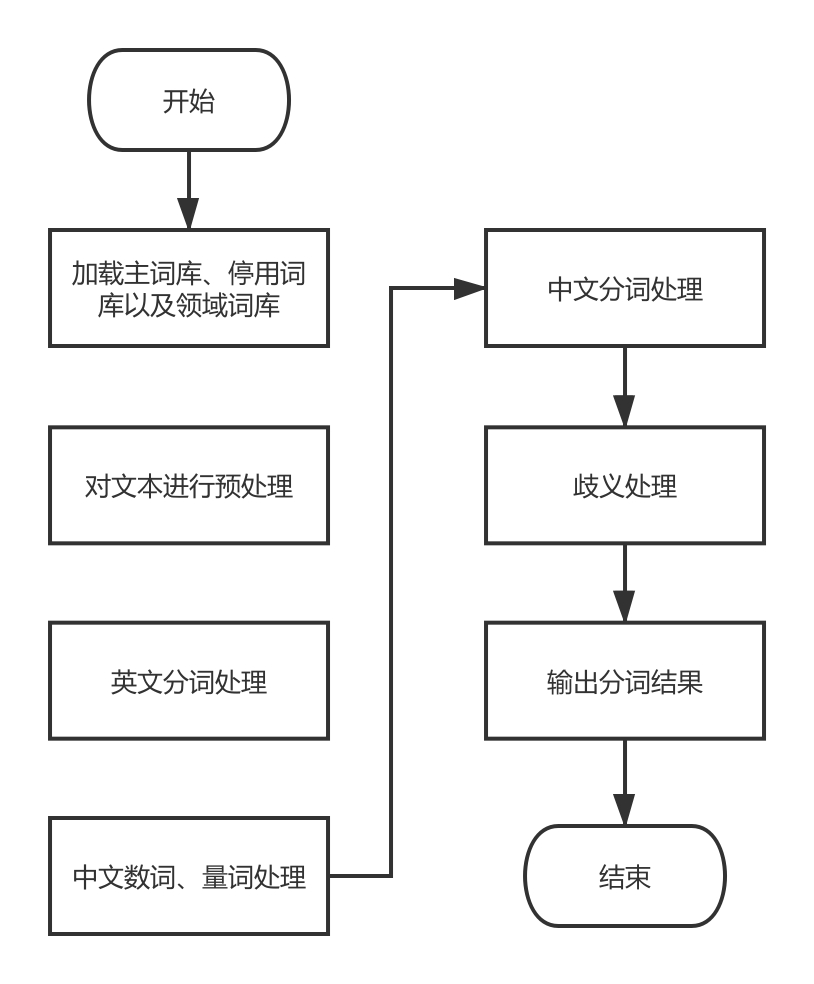 开始
加载主词库、停用词
库以及领域词库
对文本进行预处理
英文分词处理
中文数词、量词处理
中文分词处理
歧义处理
输出分词结果
结束